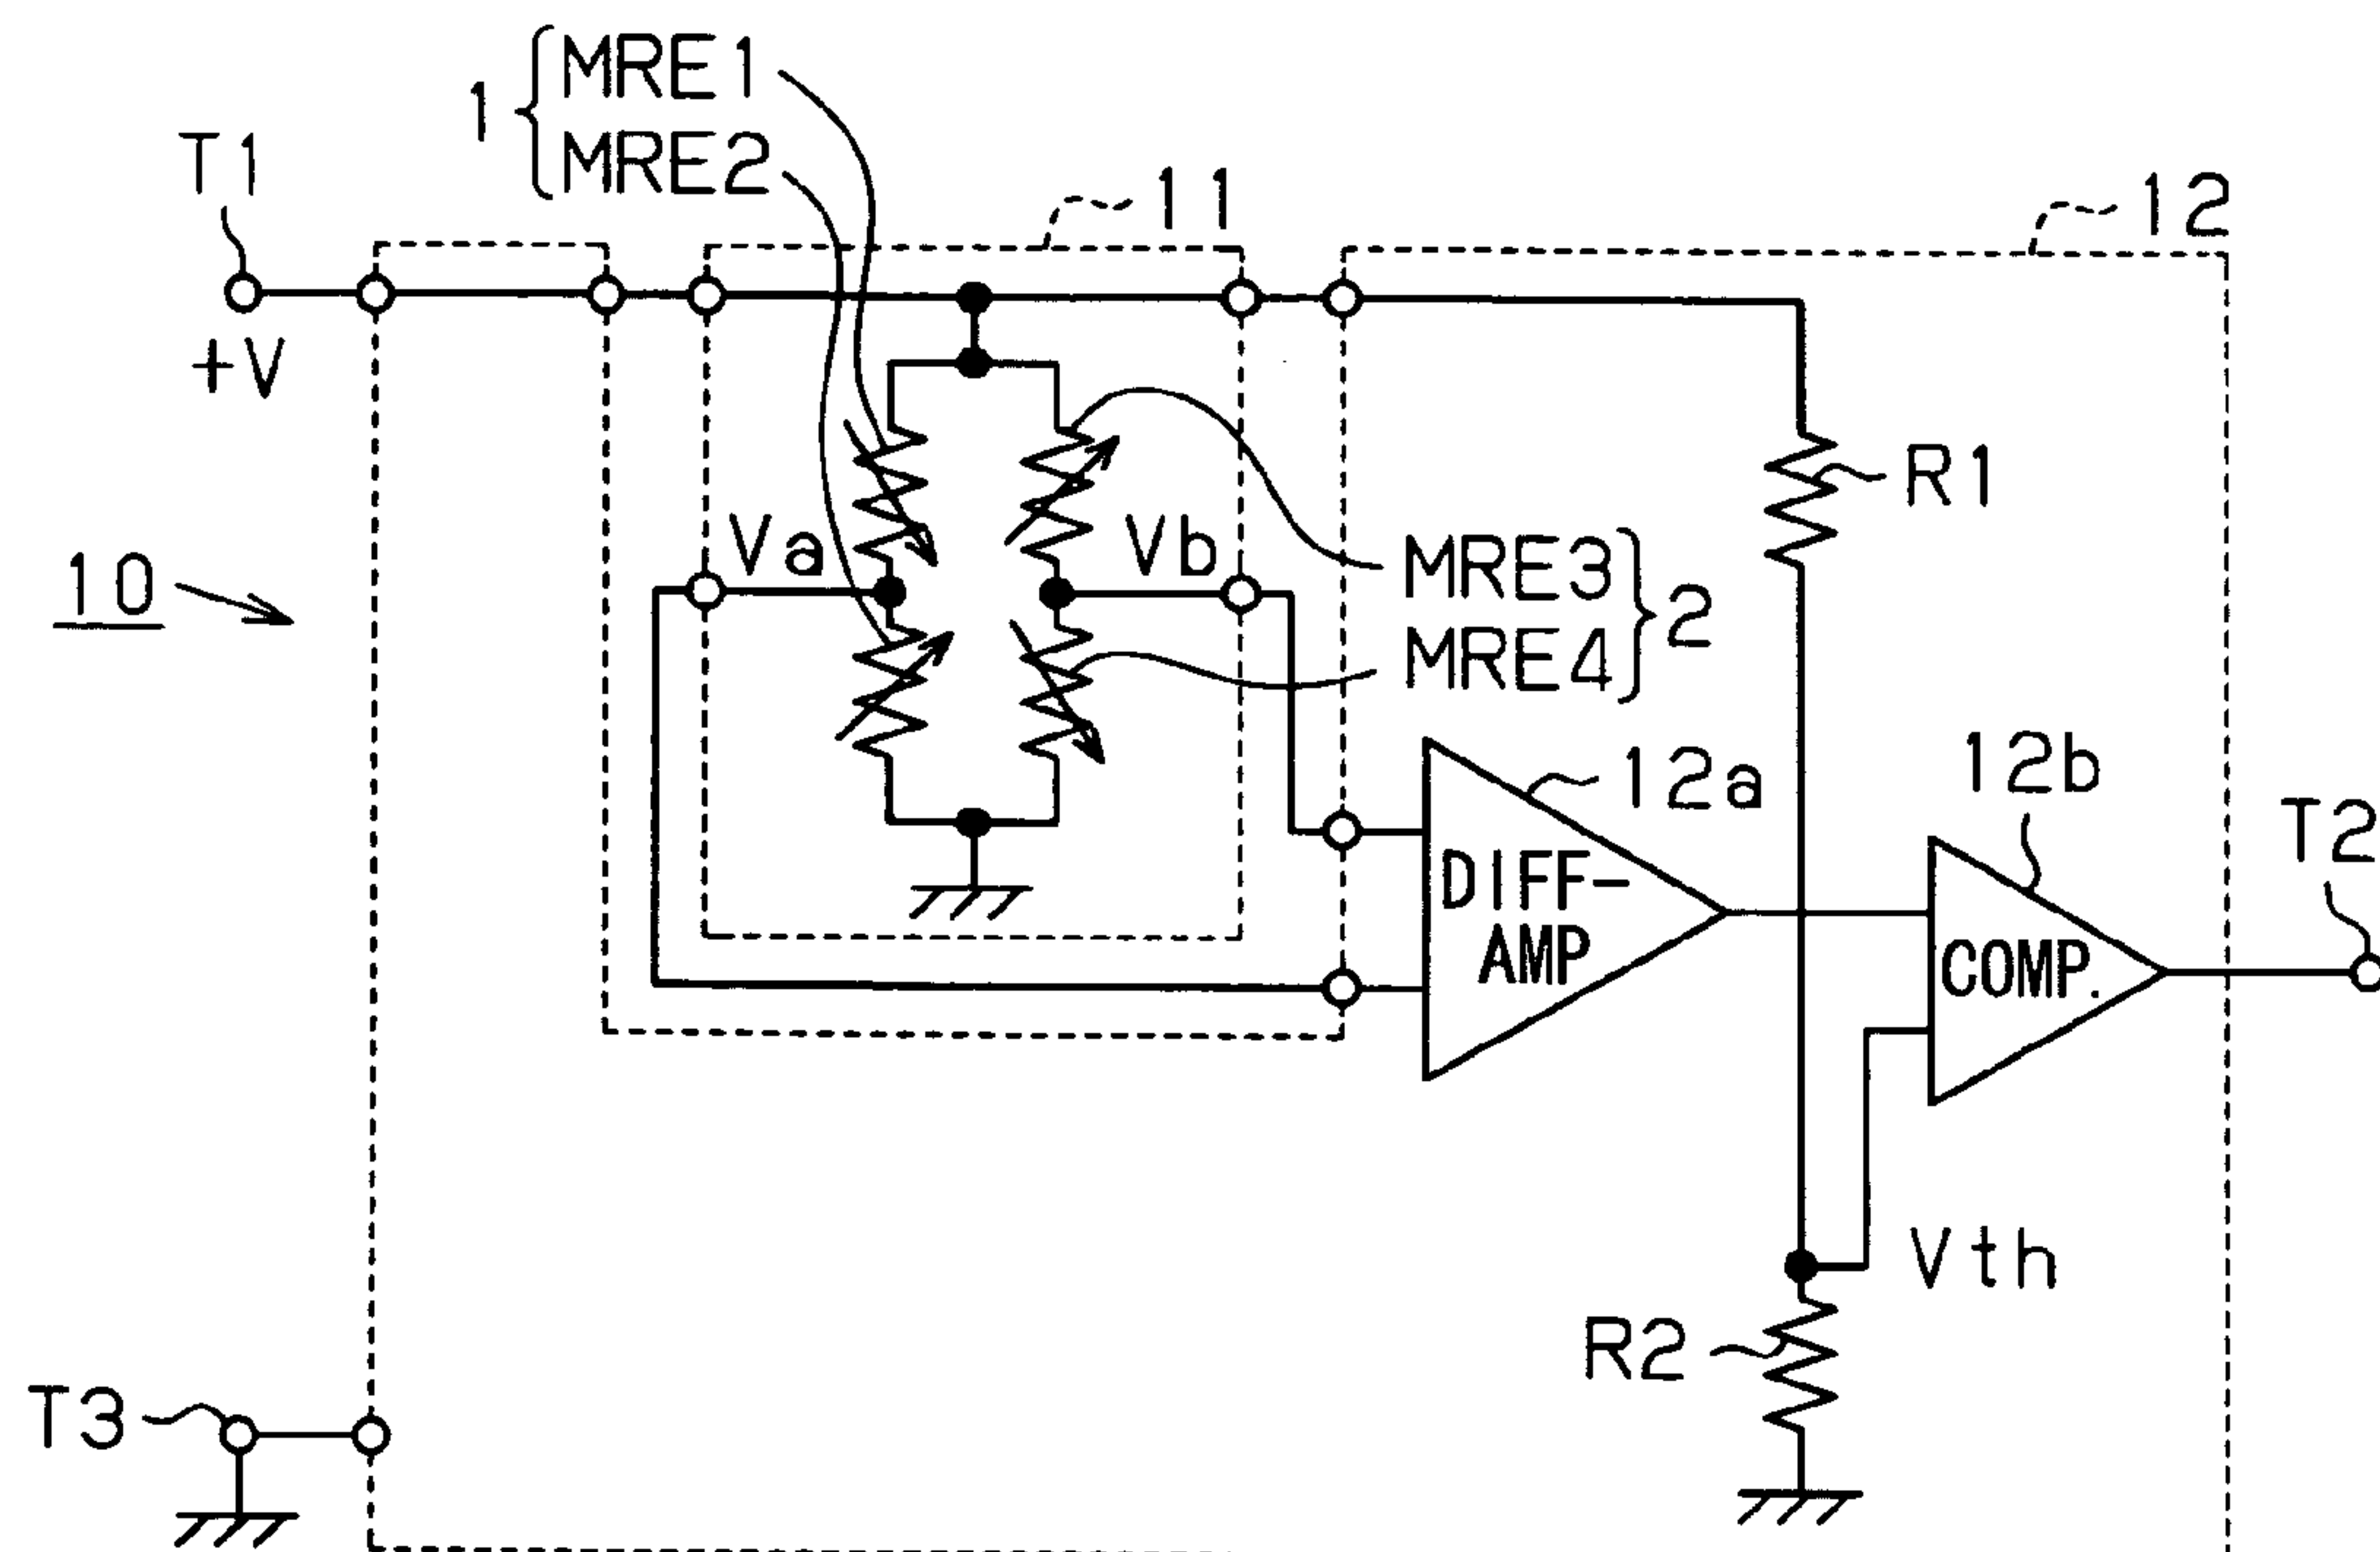 1
MRE1
MRE2
T1
11
12
+V
R1
Va
Vb
MRE3
MRE4
2
10
12a
12b
T2
DIFF-
AMP
COMP.
Vth
R2
T3